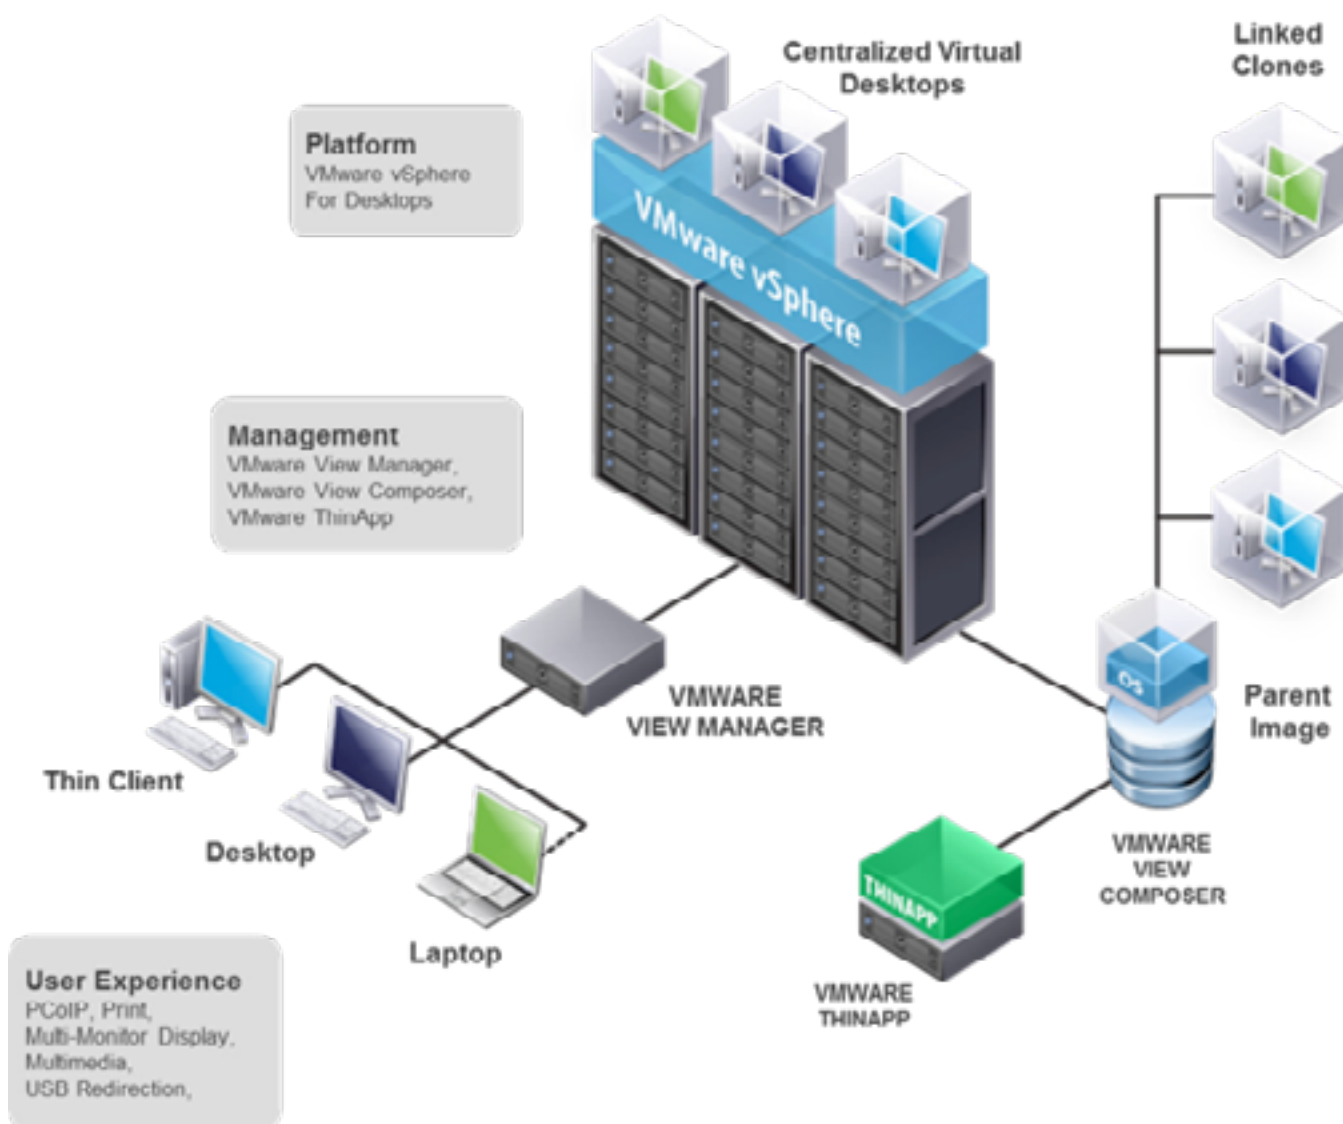 Centralized Virtual
Desktops
Linked
Clones
Platform
VMware vSphere
For Desktops
VMware vSphere
Management
VMware View Manager,
VMware View Composer,
VMware ThinApp
OS
VMWARE
VIEW MANAGER
Parent
Image
Thin Client
Desktop
Laptop
VMWARE
VIEW
COMPOSER
THINAPP
VMWARE
THINAPP
User Experience
PCoIP, Print,
Multi-Monitor Display,
Multimedia,
USB Redirection,